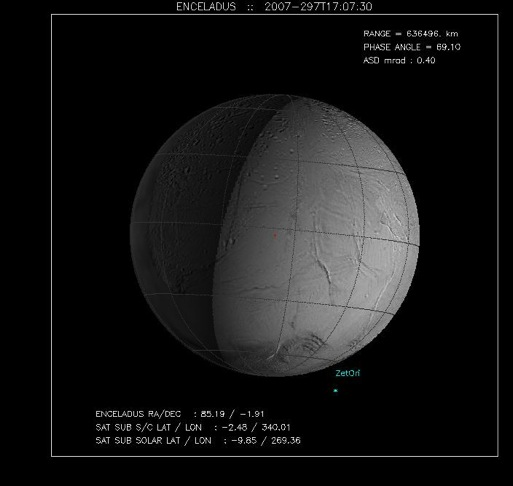 ENCELADUS :: 2007-297T17:07:30
RANGE = 636496. km
PHASE ANGLE = 69.10
ASD mrad : 0.40
ZetOri
ENCELADUS RA/DEC : 85.19 / -1.91
SAT SUB S/C LAT / LON : -2.48 / 340.01
SAT SUB SOLAR LAT / LON : -9.85 / 269.36